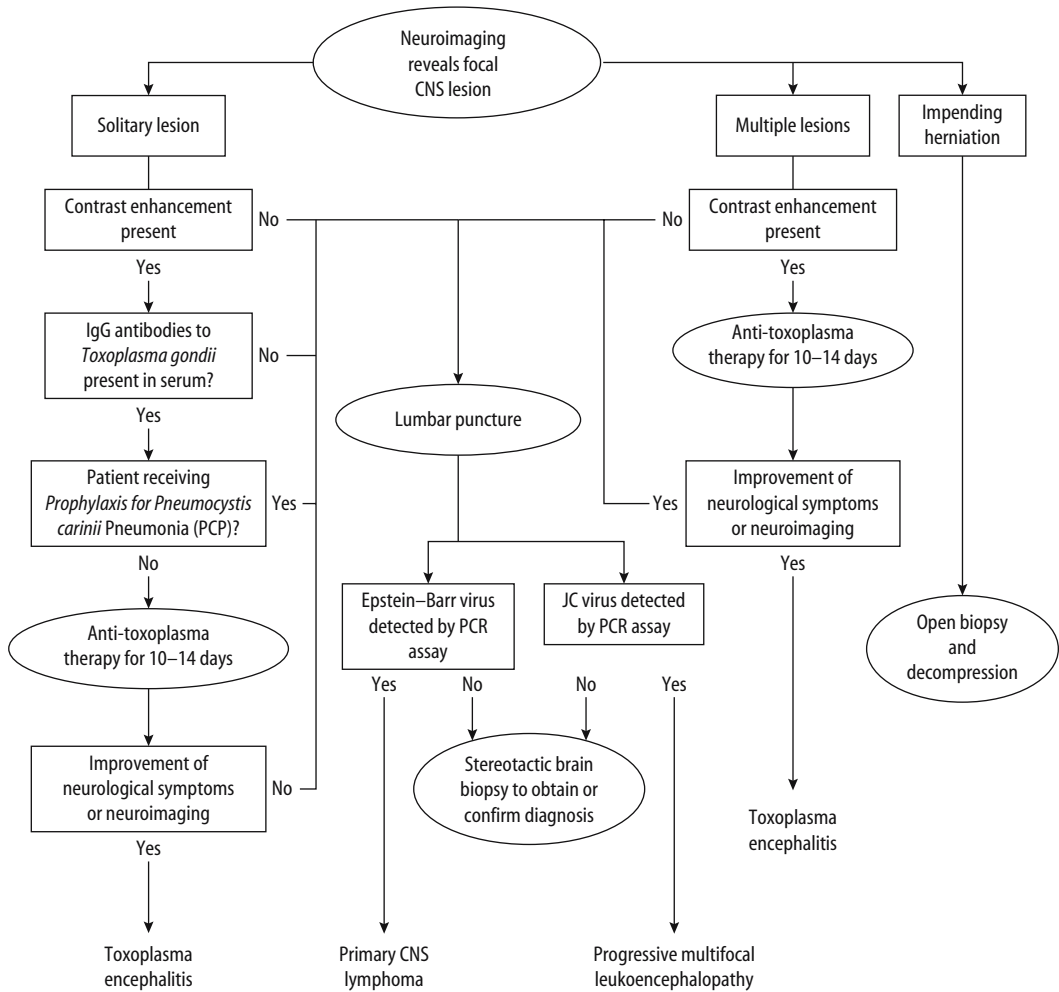 Neuroimaging
reveals focal
CNS lesion
Solitary lesion
Multiple lesions
Impending
herniation
Contrast enhancement
present
No
No
Contrast enhancement
present
Yes
Yes
IgG antibodies to
Toxoplasma gondii
present in serum?
No
Anti-toxoplasma
therapy for 10–14 days
Yes
Lumbar puncture
Patient receiving
Prophylaxis for Pneumocystis
carinii Pneumonia (PCP)?
Yes
Yes
Improvement of
neurological symptoms
or neuroimaging
No
Yes
Epstein–Barr virus
detected by PCR
assay
JC virus detected
by PCR assay
Anti-toxoplasma
therapy for 10–14 days
Open biopsy
and
decompression
Yes
No
No
Yes
Improvement of
neurological symptoms
or neuroimaging
No
Stereotactic brain
biopsy to obtain or
confirm diagnosis
Toxoplasma
encephalitis
Yes
Toxoplasma
encephalitis
Primary CNS
lymphoma
Progressive multifocal
leukoencephalopathy